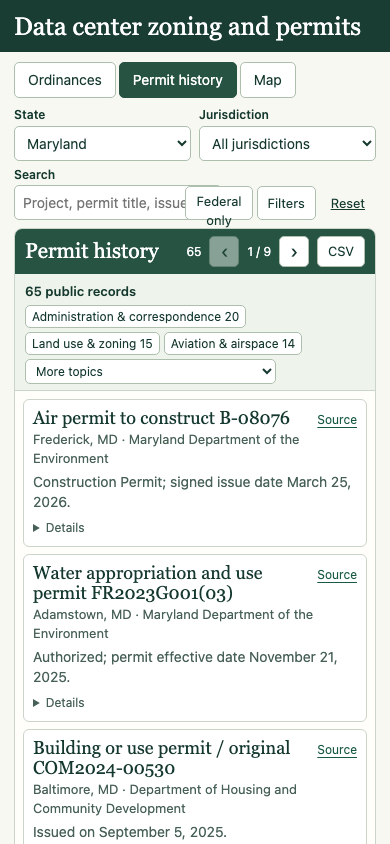 Data center zoning and permits
Ordinances
Permit history
Map
State
Jurisdiction
Maryland
All jurisdictions
Search
Project, permit title, issue
Federal only
Filters
Reset
Permit history
65
‹
1 / 9
›
CSV
65 public records
Administration & correspondence 20
Land use & zoning 15
Aviation & airspace 14
More topics
Air permit to construct B-08076
Source
Frederick, MD · Maryland Department of the
Environment
Construction Permit; signed issue date March 25,
2026.
Details
Water appropriation and use
permit FR2023G001(03)
Source
Adamstown, MD · Maryland Department of the
Environment
Authorized; permit effective date November 21,
2025.
Details
Building or use permit / original
COM2024-00530
Source
Baltimore, MD · Department of Housing and
Community Development
Issued on September 5, 2025.